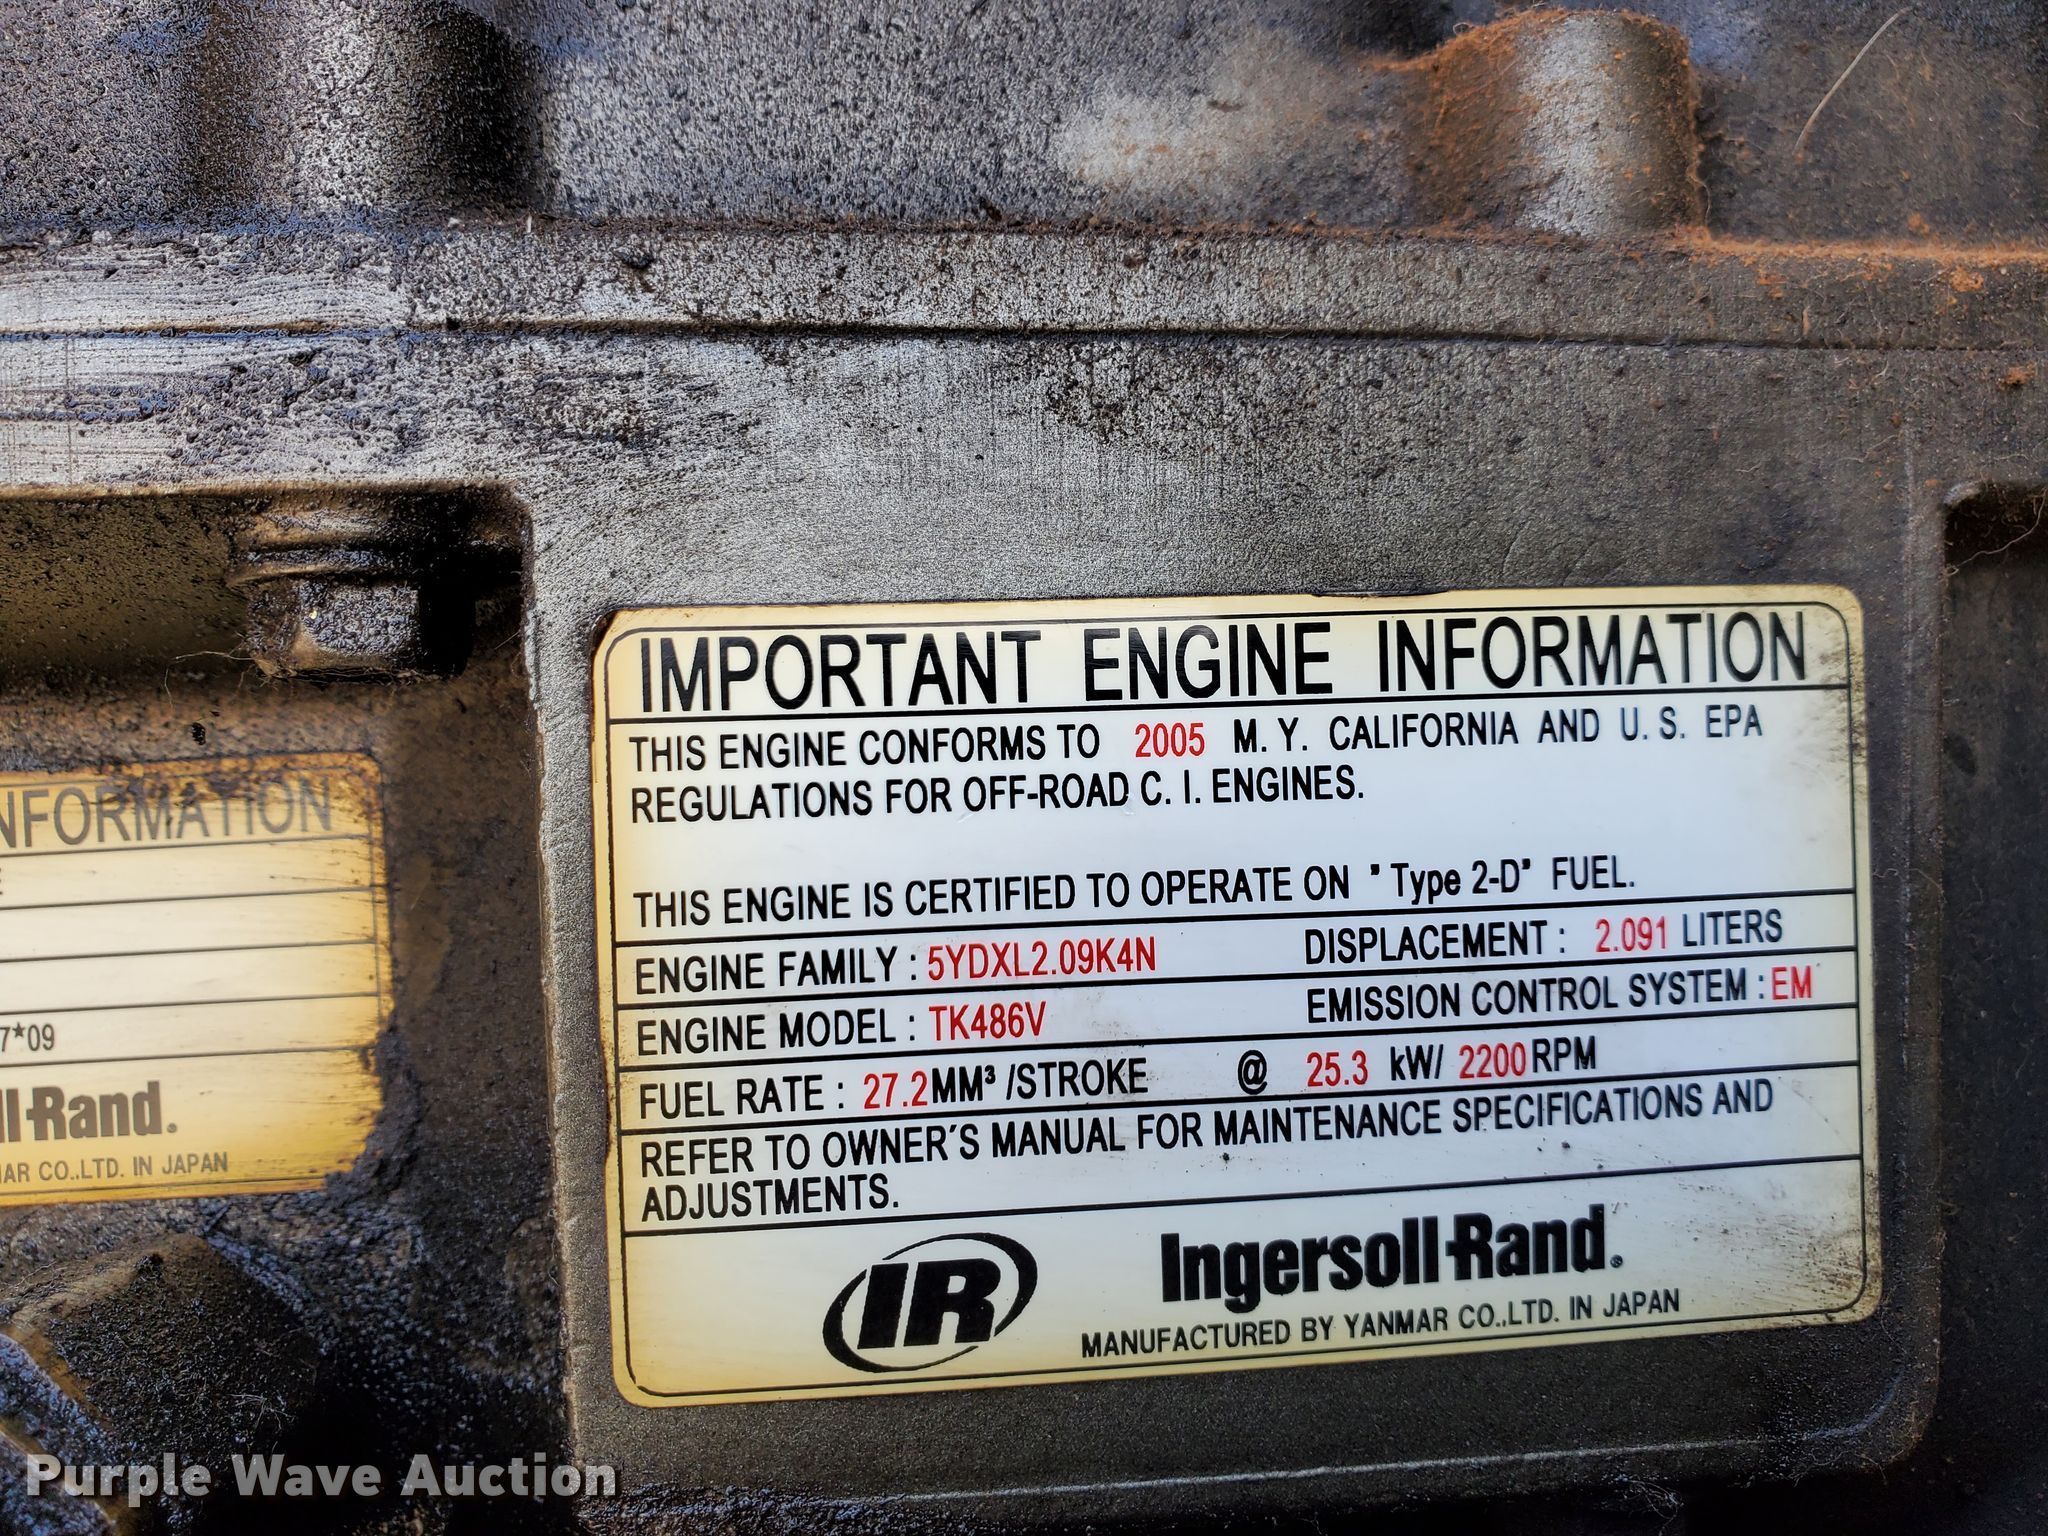 IMPORTANT ENGINE INFORMATION
THIS ENGINE CONFORMS TO 2005 M. Y. CALIFORNIA AND U. S. EPA
REGULATIONS FOR OFF-ROAD C. I. ENGINES.
THIS ENGINE IS CERTIFIED TO OPERATE ON "Type 2-D" FUEL.
ENGINE FAMILY : 5YDXL2.09K4N DISPLACEMENT : 2.091 LITERS
ENGINE MODEL : TK486V EMISSION CONTROL SYSTEM : EM
FUEL RATE : 27.2MM³ /STROKE @ 25.3 kW/ 2200RPM
REFER TO OWNER´S MANUAL FOR MAINTENANCE SPECIFICATIONS AND
ADJUSTMENTS.
IR Ingersoll-Rand.
MANUFACTURED BY YANMAR CO.,LTD. IN JAPAN
NFORMATION
E
7*09
ll-Rand.
MAR CO.,LTD. IN JAPAN
Purple Wave Auction